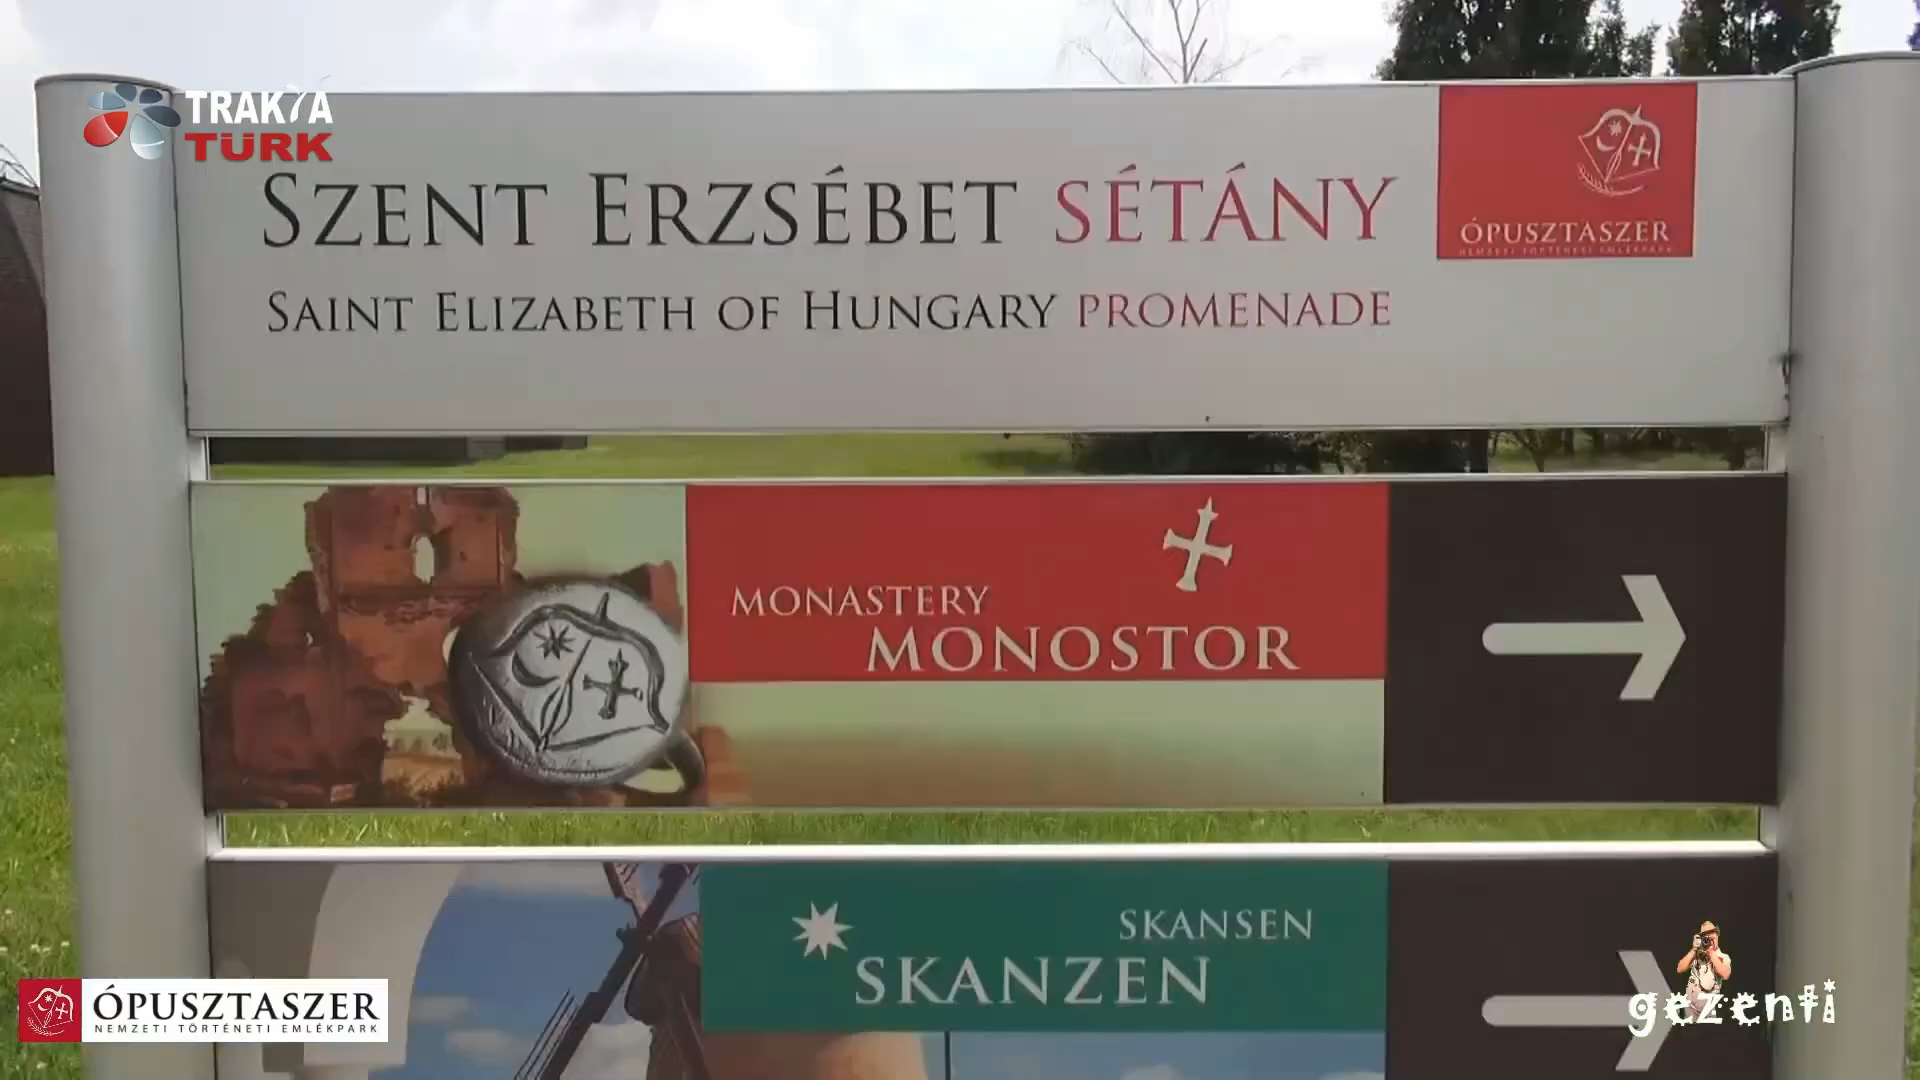 TRAKYA
TÜRK
SZENT ERZSÉBET SÉTÁNY
SAINT ELIZABETH OF HUNGARY PROMENADE
ÓPUSZTASZER
NEMZETI TÖRTÉNETI EMLÉKPARK
MONASTERY
MONOSTOR
SKANSEN
SKANZEN
ÓPUSZTASZER
NEMZETI TÖRTÉNETI EMLÉKPARK
gezenti